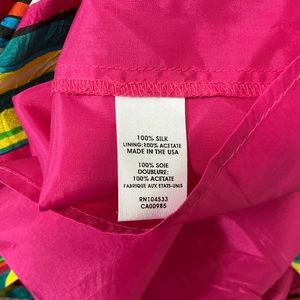 100% SILK
LINING: 100% ACETATE
MADE IN THE USA
100% SOIE
DOUBLURE:
100% ACETATE
FABRIQUE AUX ETATS-UNIS
RN104533
CA00985